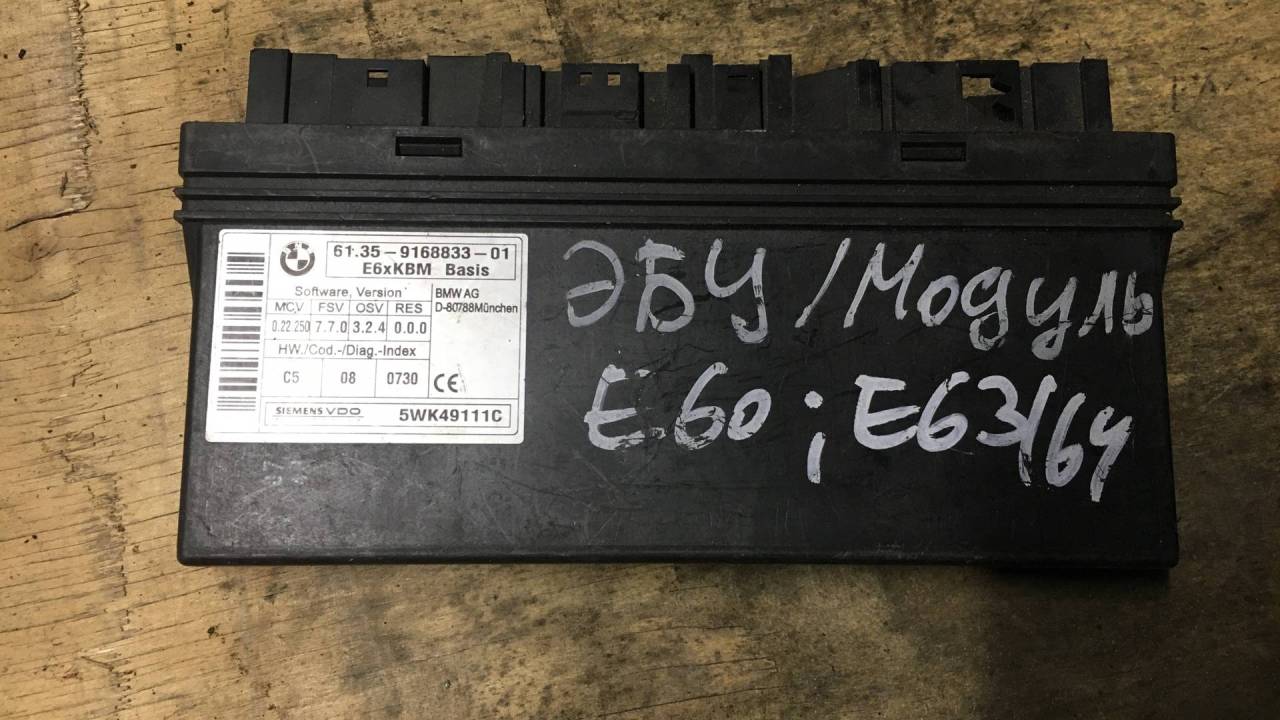 61.35-9168833-01
E6xKBM Basis
Software, Version
MCV FSV OSV RES
0.22.250 7.7.0 3.2.4 0.0.0
HW./Cod.-/Diag.-Index
C5 08 0730
BMW AG
D-80788München
CE
SIEMENS VDO 5WK49111C
ЭБУ/Модуль
E60; E63/64